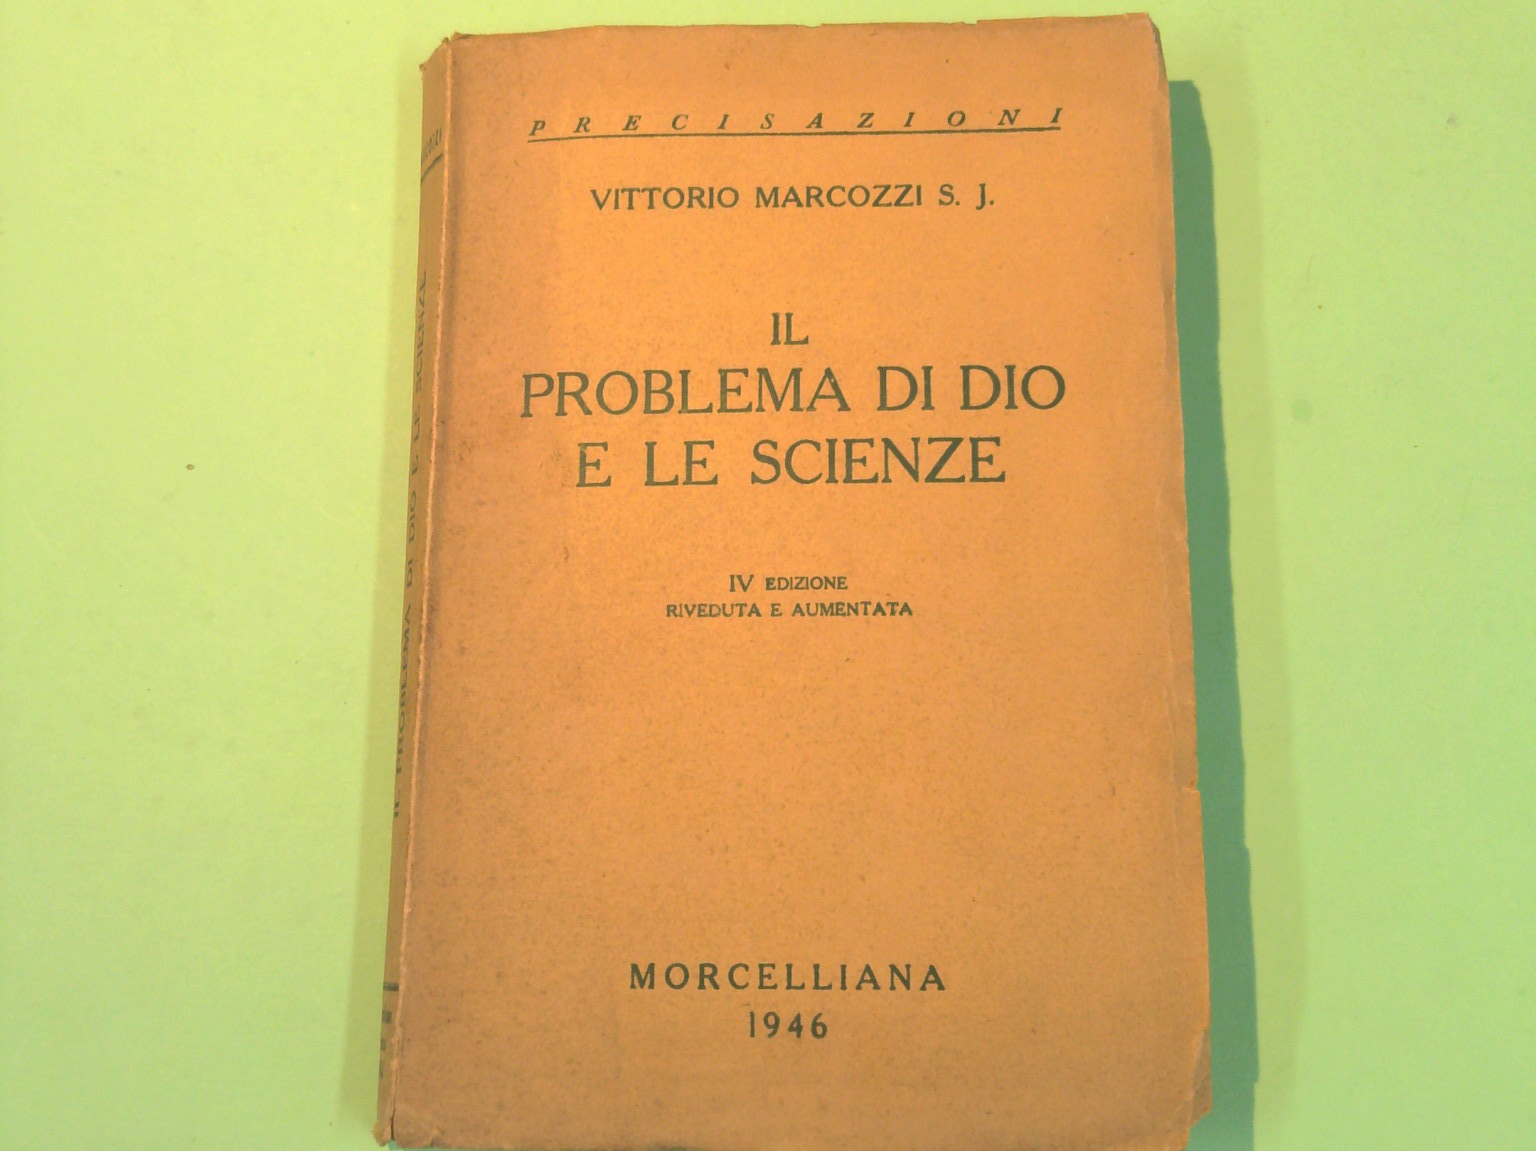 PRECISAZIONI
VITTORIO MARCOZZI S. J.
IL
PROBLEMA DI DIO
E LE SCIENZE
IV EDIZIONE
RIVEDUTA E AUMENTATA
MORCELLIANA
1946
IL PROBLEMA DI DIO E LE SCIENZE